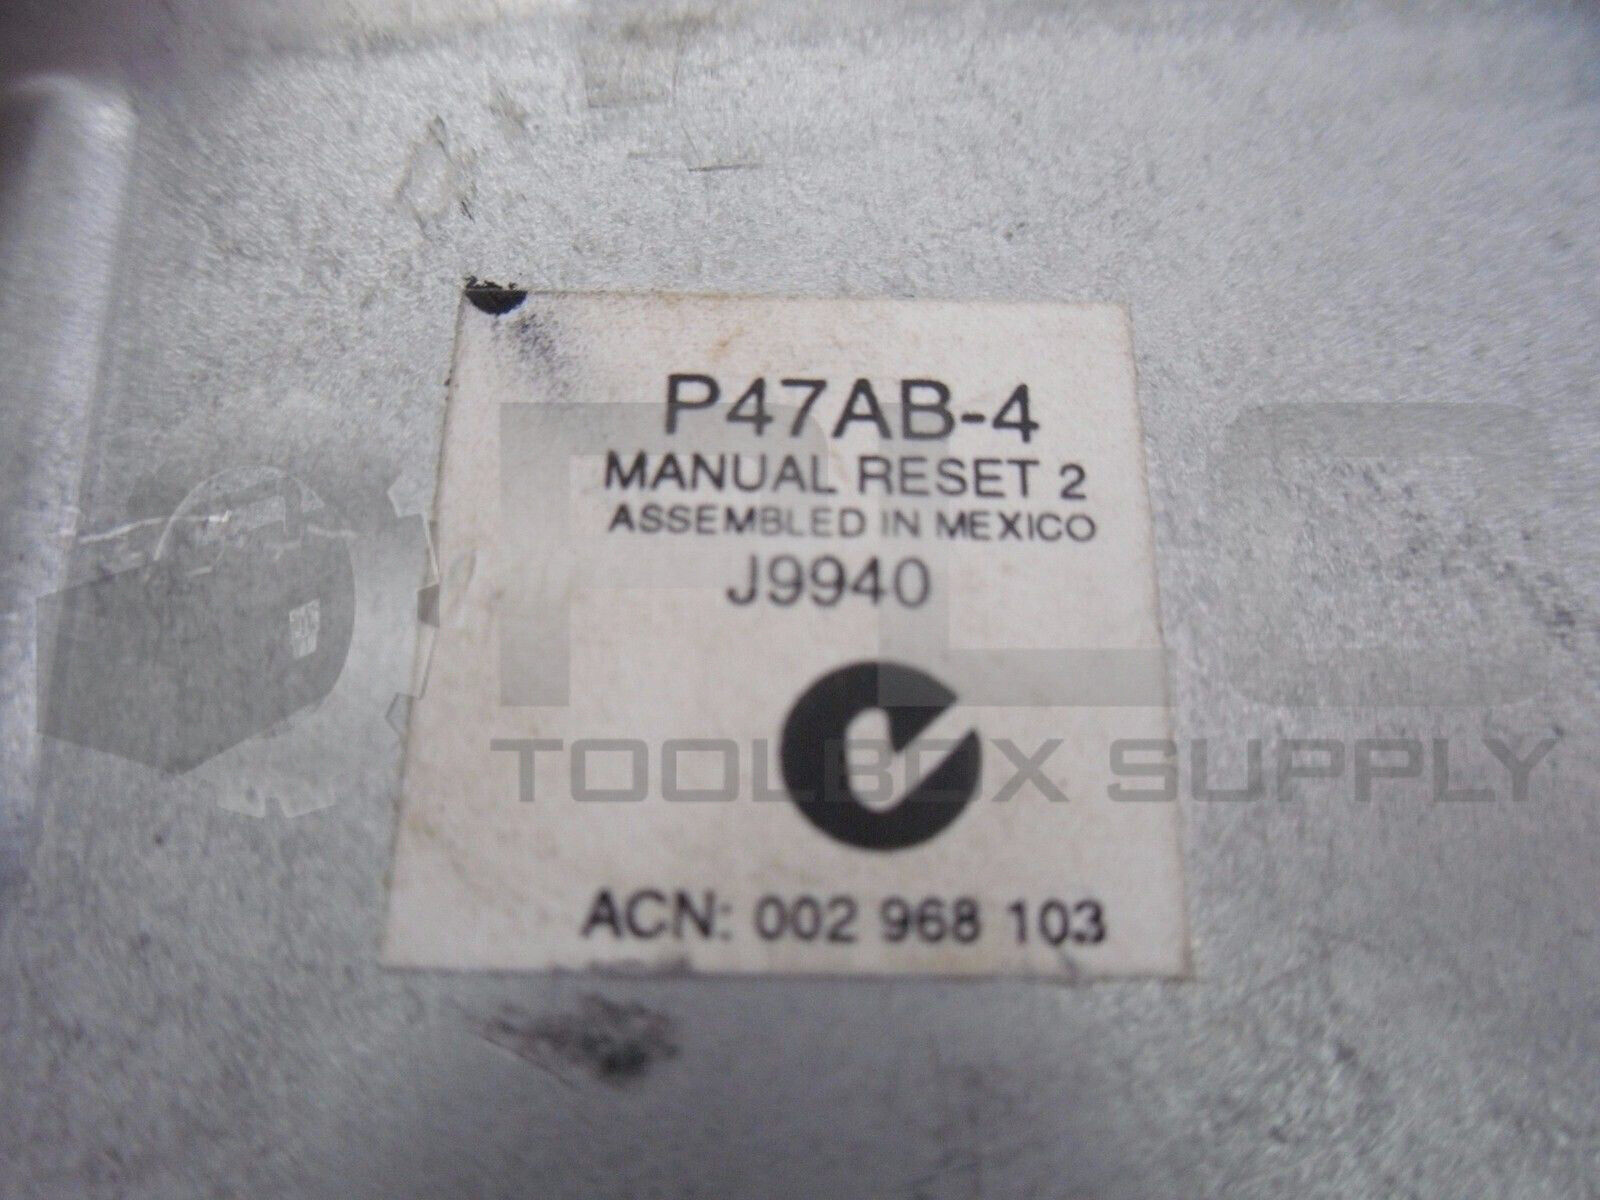 P47AB-4
MANUAL RESET 2
ASSEMBLED IN MEXICO
J9940
TOOLBOX SUPPLY
ACN: 002 968 103